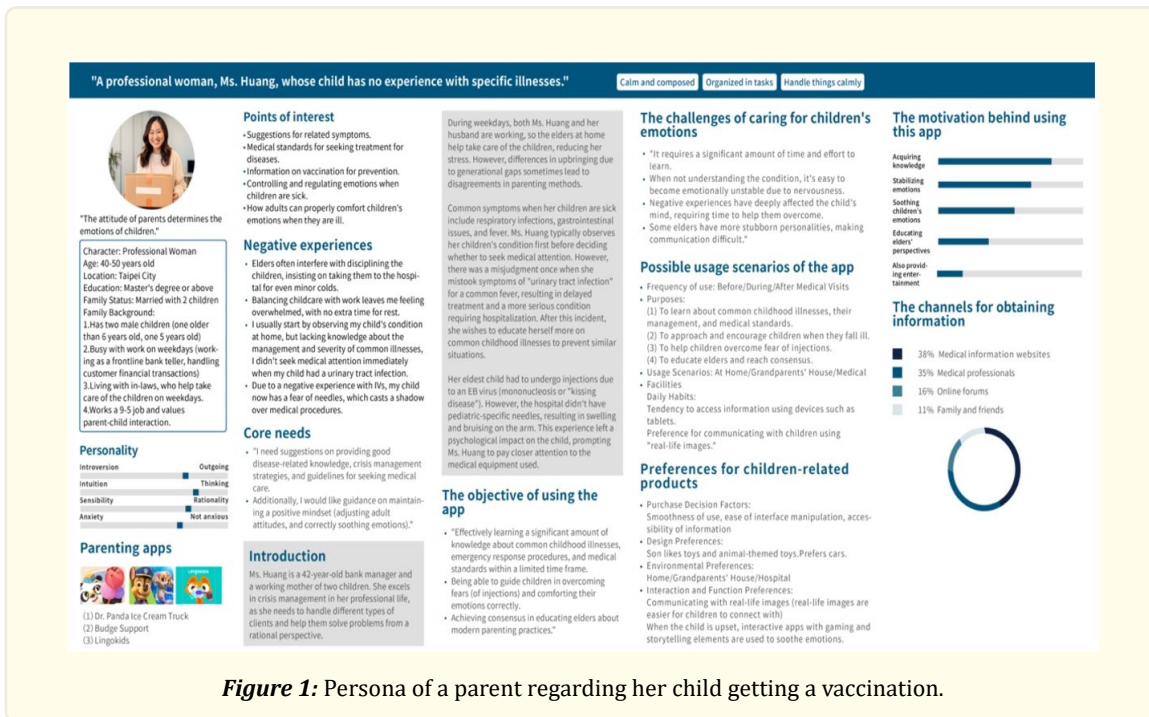 "A professional woman, Ms. Huang, whose child has no experience with specific illnesses."
Calm and composed
Organized in tasks
Handle things calmly
"The attitude of parents determines the
emotions of children."
Character: Professional Woman
Age: 40-50 years old
Location: Taipei City
Education: Master's degree or above
Family Status: Married with 2 children
Family Background:
1.Has two male children (one older
than 6 years old, one 5 years old)
2.Busy with work on weekdays (work-
ing as a frontline bank teller, handling
customer financial transactions)
3.Living with in-laws, who help take
care of the children on weekdays.
4.Works a 9-5 job and values
parent-child interaction.
Personality
Introversion Outgoing
Intuition Thinking
Sensibility Rationality
Anxiety Not anxious
Parenting apps
Lingokids
(1) Dr. Panda Ice Cream Truck
(2) Budge Support
(3) Lingokids
Points of interest
•Suggestions for related symptoms.
•Medical standards for seeking treatment for
diseases.
•Information on vaccination for prevention.
•Controlling and regulating emotions when
children are sick.
•How adults can properly comfort children's
emotions when they are ill.
Negative experiences
• Elders often interfere with disciplining the
children, insisting on taking them to the hospi-
tal for even minor colds.
• Balancing childcare with work leaves me feeling
overwhelmed, with no extra time for rest.
• I usually start by observing my child's condition
at home, but lacking knowledge about the
management and severity of common illnesses,
I didn't seek medical attention immediately
when my child had a urinary tract infection.
• Due to a negative experience with IVs, my child
now has a fear of needles, which casts a shadow
over medical procedures.
Core needs
• "I need suggestions on providing good
disease-related knowledge, crisis management
strategies, and guidelines for seeking medical
care.
• Additionally, I would like guidance on maintain-
ing a positive mindset (adjusting adult
attitudes, and correctly soothing emotions)."
Introduction
Ms. Huang is a 42-year-old bank manager and
a working mother of two children. She excels
in crisis management in her professional life,
as she needs to handle different types of
clients and help them solve problems from a
rational perspective.
During weekdays, both Ms. Huang and her
husband are working, so the elders at home
help take care of the children, reducing her
stress. However, differences in upbringing due
to generational gaps sometimes lead to
disagreements in parenting methods.
Common symptoms when her children are sick
include respiratory infections, gastrointestinal
issues, and fever. Ms. Huang typically observes
her children's condition first before deciding
whether to seek medical attention. However,
there was a misjudgment once when she
mistook symptoms of "urinary tract infection"
for a common fever, resulting in delayed
treatment and a more serious condition
requiring hospitalization. After this incident,
she wishes to educate herself more on
common childhood illnesses to prevent similar
situations.
Her eldest child had to undergo injections due
to an EB virus (mononucleosis or "kissing
disease"). However, the hospital didn't have
pediatric-specific needles, resulting in swelling
and bruising on the arm. This experience left a
psychological impact on the child, prompting
Ms. Huang to pay closer attention to the
medical equipment used.
The objective of using the
app
• "Effectively learning a significant amount of
knowledge about common childhood illnesses,
emergency response procedures, and medical
standards within a limited time frame.
• Being able to guide children in overcoming
fears (of injections) and comforting their
emotions correctly.
• Achieving consensus in educating elders about
modern parenting practices."
The challenges of caring for children's
emotions
• "It requires a significant amount of time and effort to
learn.
• When not understanding the condition, it's easy to
become emotionally unstable due to nervousness.
• Negative experiences have deeply affected the child's
mind, requiring time to help them overcome.
• Some elders have more stubborn personalities, making
communication difficult."
Possible usage scenarios of the app
• Frequency of use: Before/During/After Medical Visits
• Purposes:
(1) To learn about common childhood illnesses, their
management, and medical standards.
(2) To approach and encourage children when they fall ill.
(3) To help children overcome fear of injections.
(4) To educate elders and reach consensus.
• Usage Scenarios: At Home/Grandparents' House/Medical
• Facilities
Daily Habits:
Tendency to access information using devices such as
tablets.
Preference for communicating with children using
"real-life images."
Preferences for children-related
products
• Purchase Decision Factors:
Smoothness of use, ease of interface manipulation, acces-
sibility of information
• Design Preferences:
Son likes toys and animal-themed toys.Prefers cars.
• Environmental Preferences:
Home/Grandparents' House/Hospital
• Interaction and Function Preferences:
Communicating with real-life images (real-life images are
easier for children to connect with)
When the child is upset, interactive apps with gaming and
storytelling elements are used to soothe emotions.
The motivation behind using
this app
Acquiring
knowledge
Stabilizing
emotions
Soothing
children's
emotions
Educating
elders'
perspectives
Also provid-
ing enter-
tainment
The channels for obtaining
information
38% Medical information websites
35% Medical professionals
16% Online forums
11% Family and friends
Figure 1: Persona of a parent regarding her child getting a vaccination.